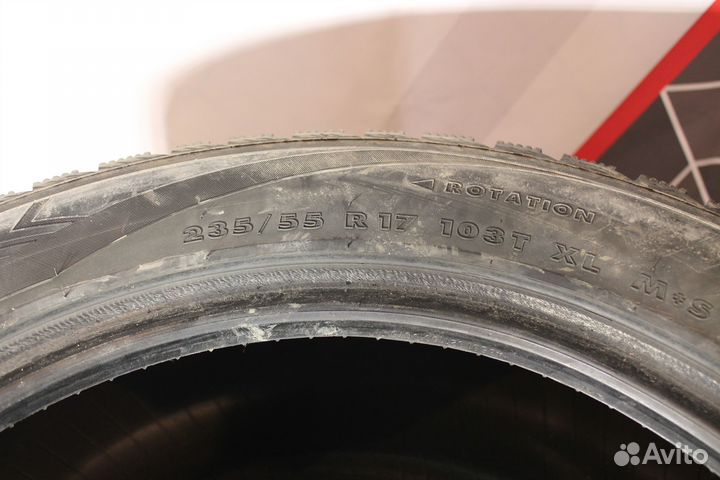 ROTATION
235/55 R17 103T XL M+S
Avito